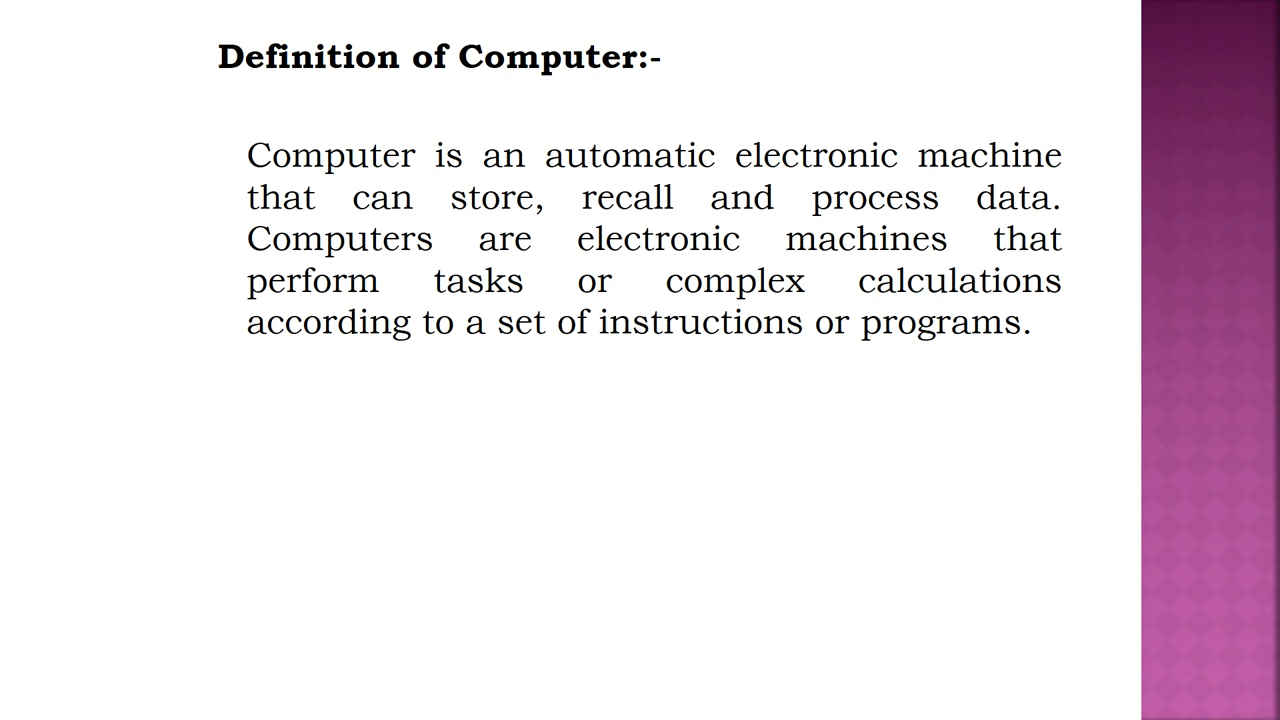 Definition of Computer:-
Computer is an automatic electronic machine
that can store, recall and process data.
Computers are electronic machines that
perform tasks or complex calculations
according to a set of instructions or programs.